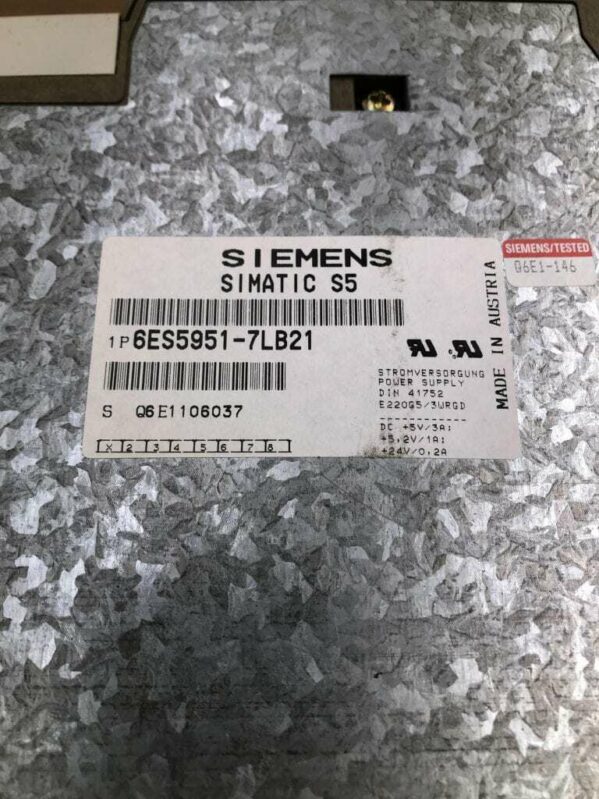 SIEMENS
SIMATIC S5
1P 6ES5951-7LB21
S Q6E1106037
X 2 3 4 5 6 7 8
STROMVERSORGUNG
POWER SUPPLY
DIN 41752
E220G5/3WRGD
DC +5V/3A;
+5,2V/1A;
+24V/0,2A
MADE IN AUSTRIA
SIEMENS/TESTED
Q6E1-146